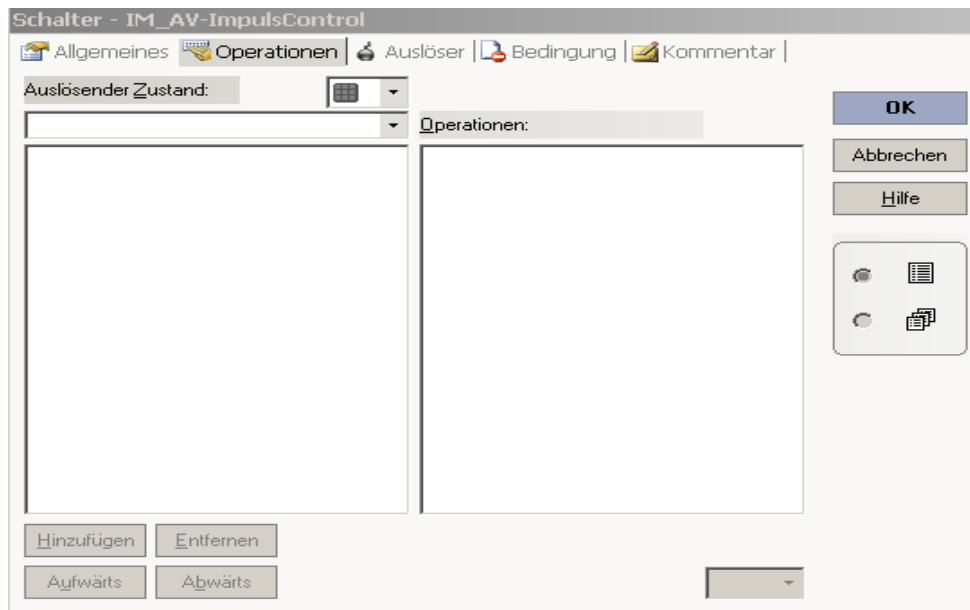 Schalter - IM_AV-ImpulsControl
Allgemeines Operationen Auslöser Bedingung Kommentar
Auslösender Zustand:
Operationen:
OK
Abbrechen
Hilfe
Hinzufügen Entfernen
Aufwärts Abwärts